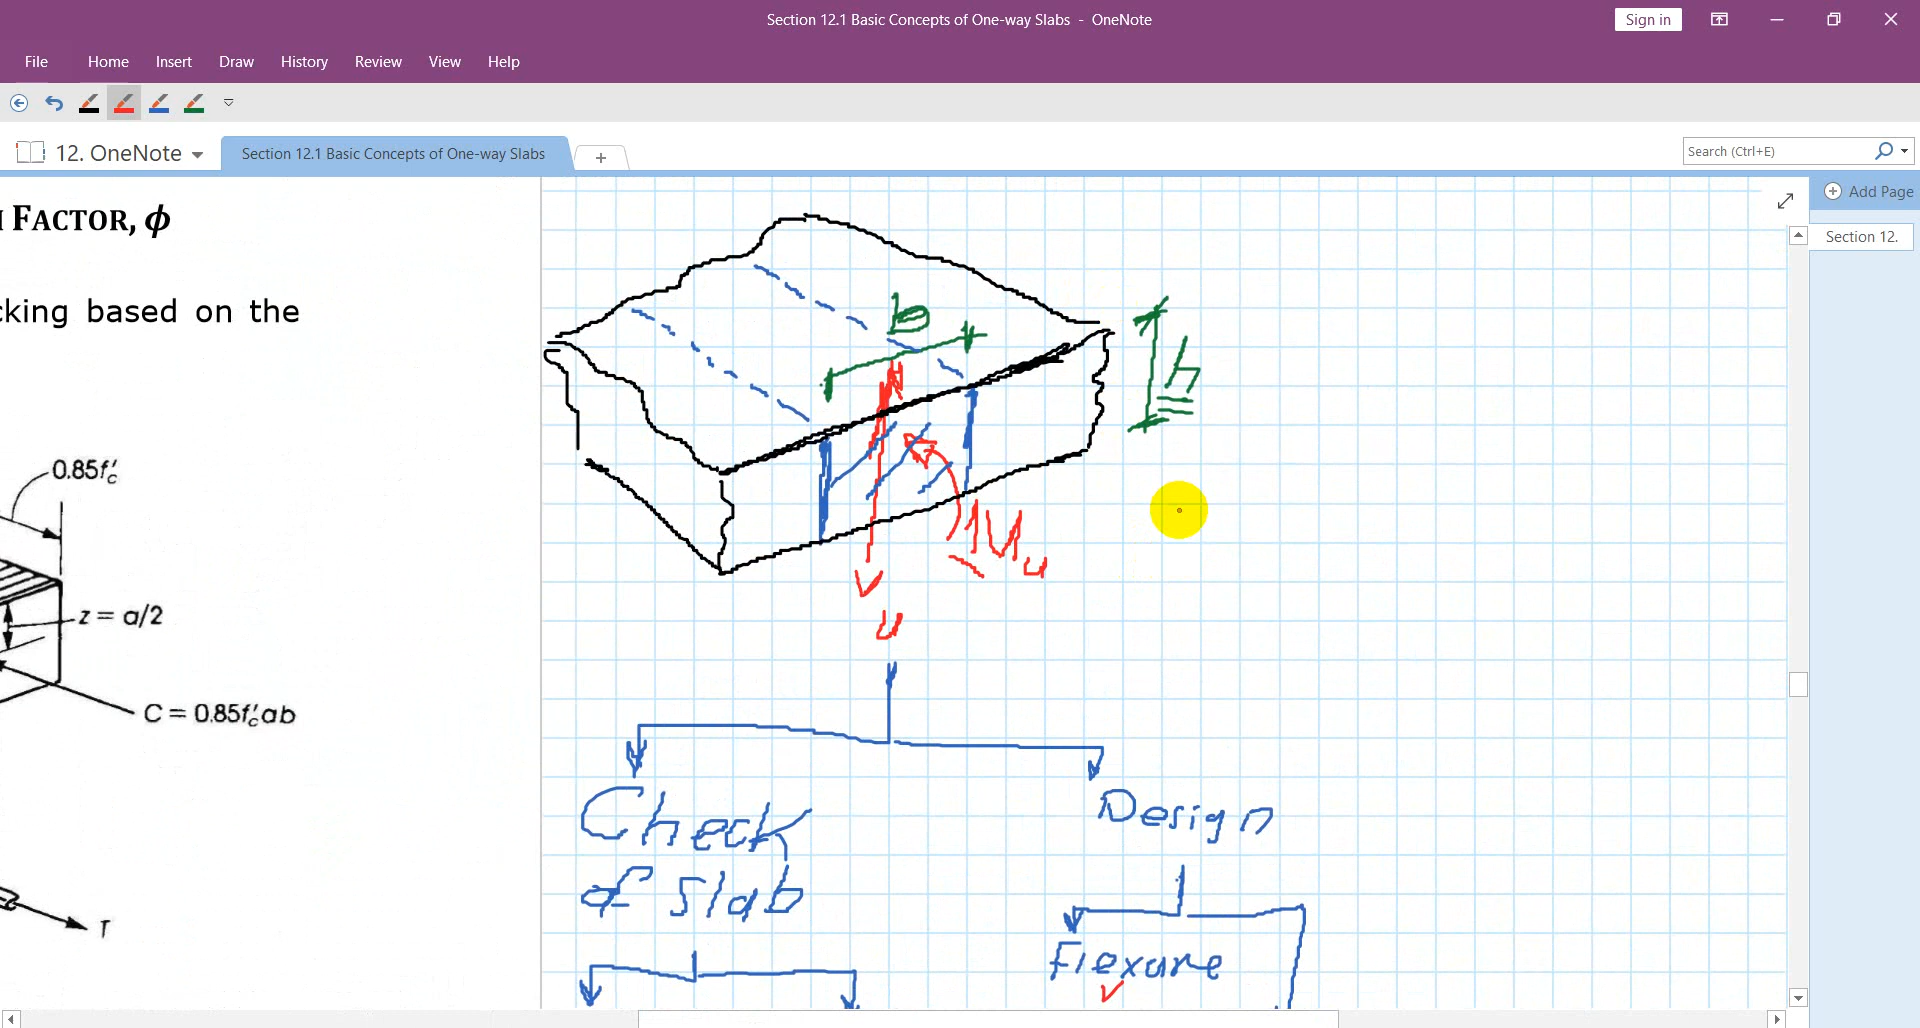 Section 12.1 Basic Concepts of One-way Slabs - OneNote
Sign in
File Home Insert Draw History Review View Help
12. OneNote
Section 12.1 Basic Concepts of One-way Slabs
Search (Ctrl+E)
Add Page
Section 12.
FACTOR, ϕ
cking based on the
0.85f′c
z = a/2
C = 0.85f′cab
T
b
h
Mu
Vu
Check
of slab
Design
Flexure